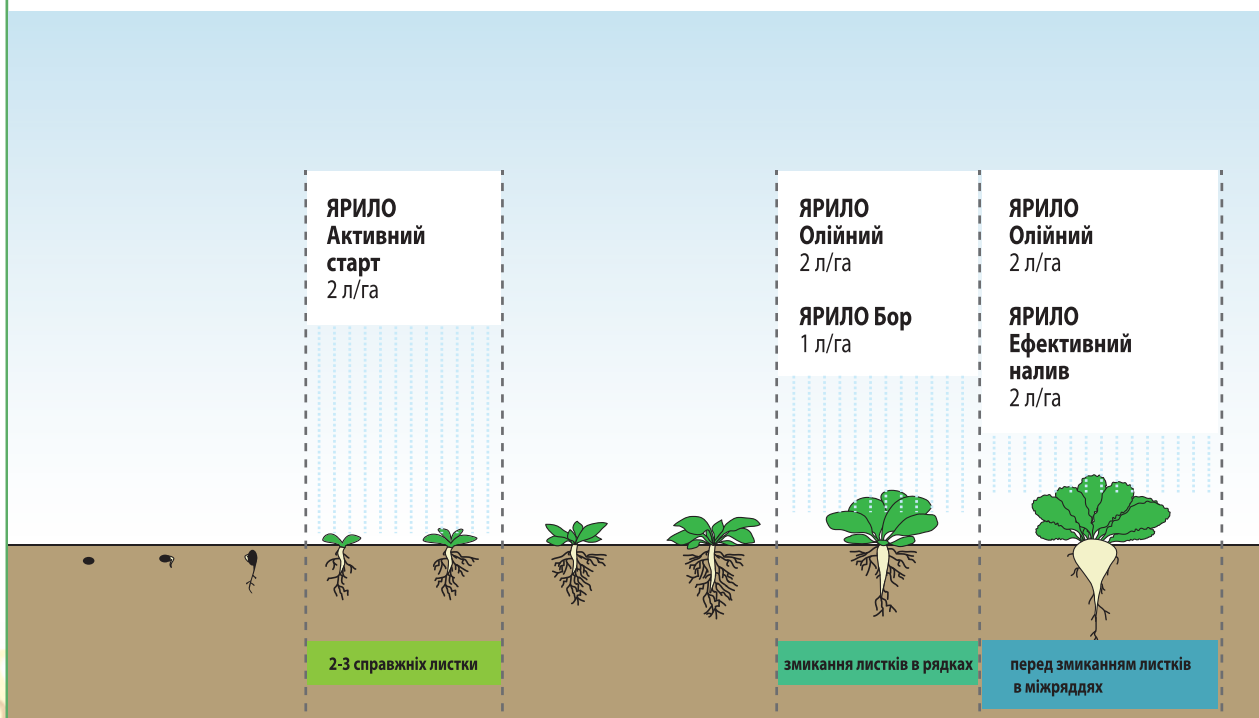 ЯРИЛО
Активний
старт
2 л/га
ЯРИЛО
Олійний
2 л/га
ЯРИЛО Бор
1 л/га
ЯРИЛО
Олійний
2 л/га
ЯРИЛО
Ефективний
налив
2 л/га
2-3 справжніх листки
змикання листків в рядках
перед змиканням листків
в міжряддях